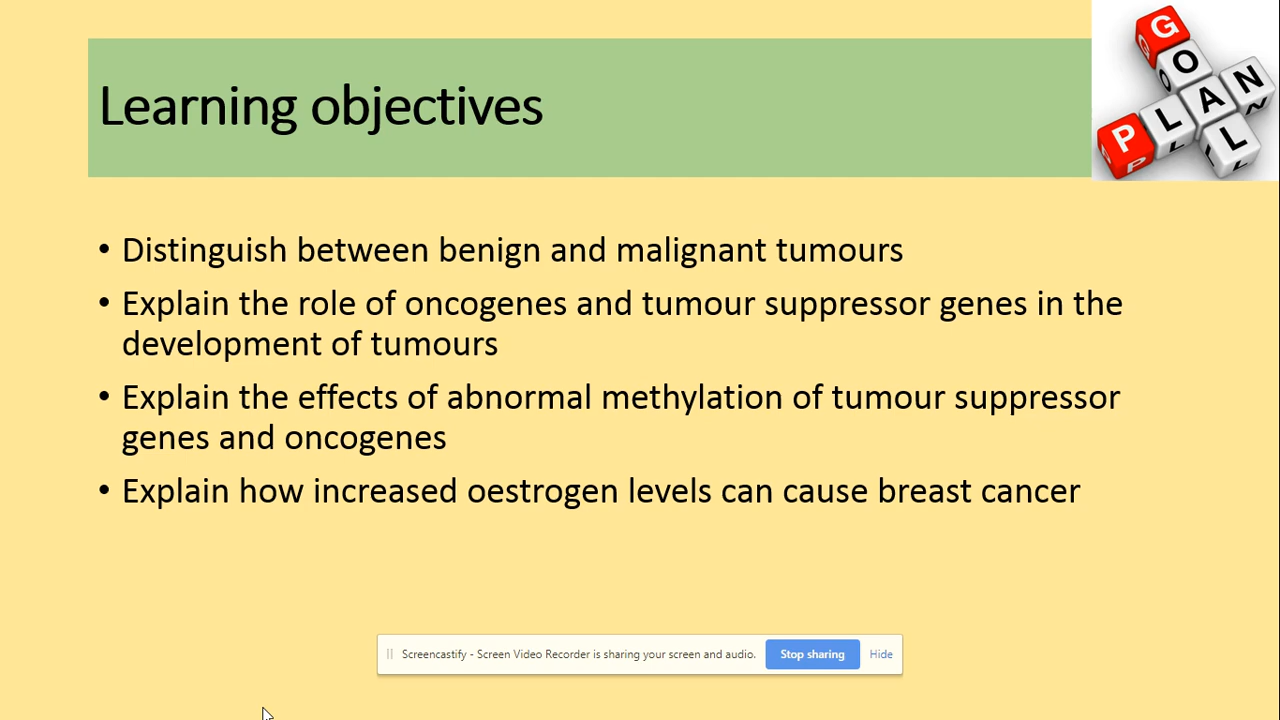 Learning objectives
GOAL
PLAN
• Distinguish between benign and malignant tumours
• Explain the role of oncogenes and tumour suppressor genes in the
development of tumours
• Explain the effects of abnormal methylation of tumour suppressor
genes and oncogenes
• Explain how increased oestrogen levels can cause breast cancer
Screencastify - Screen Video Recorder is sharing your screen and audio. Stop sharing Hide